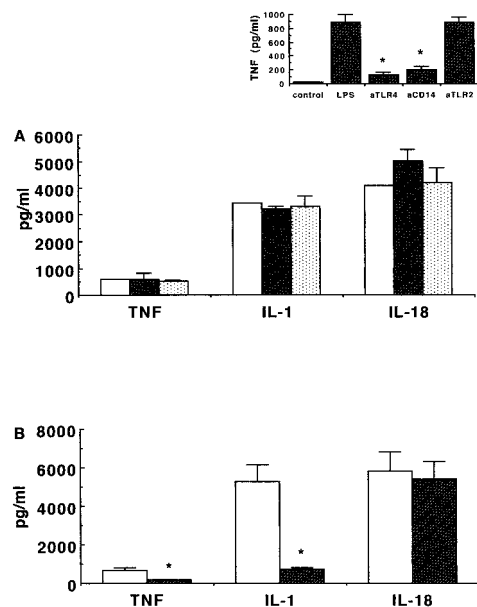 1000
800
600
400
200
0
TNF (pg/ml)
*
*
control LPS aTLR4 aCD14 aTLR2
A
6000
5000
4000
3000
2000
1000
0
pg/ml
TNF IL-1 IL-18
B
8000
6000
4000
2000
0
pg/ml
*
*
TNF IL-1 IL-18